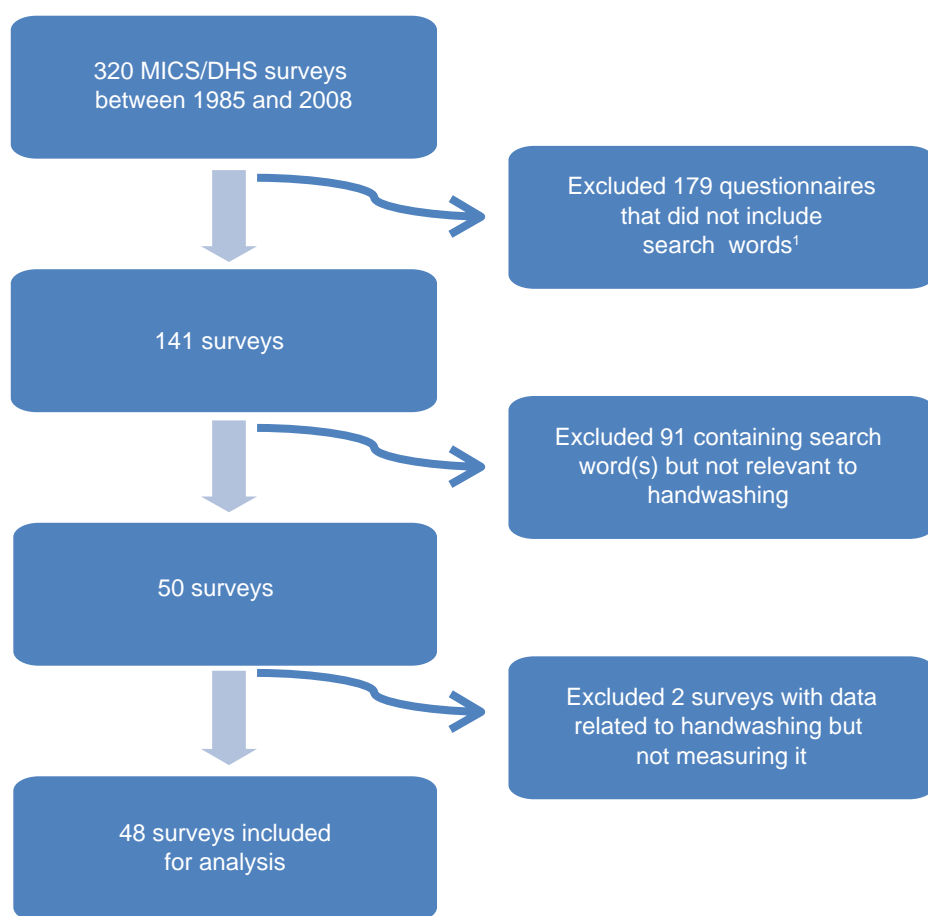 320 MICS/DHS surveys
between 1985 and 2008
Excluded 179 questionnaires
that did not include
search words¹
141 surveys
Excluded 91 containing search
word(s) but not relevant to
handwashing
50 surveys
Excluded 2 surveys with data
related to handwashing but
not measuring it
48 surveys included
for analysis